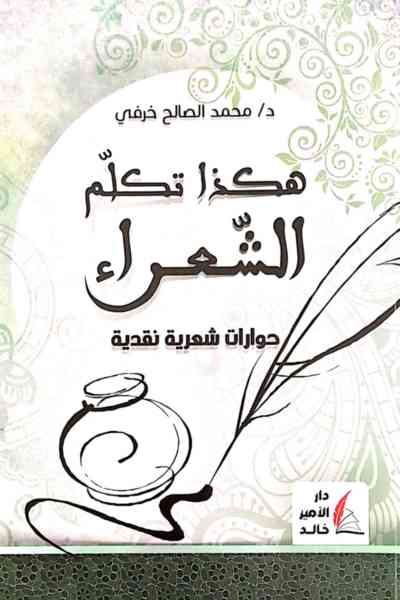 د/ محمد الصالح خرفي
هكذا تكلّم
الشّعراء
حوارات شعرية نقدية
دار
الأمير
خالد